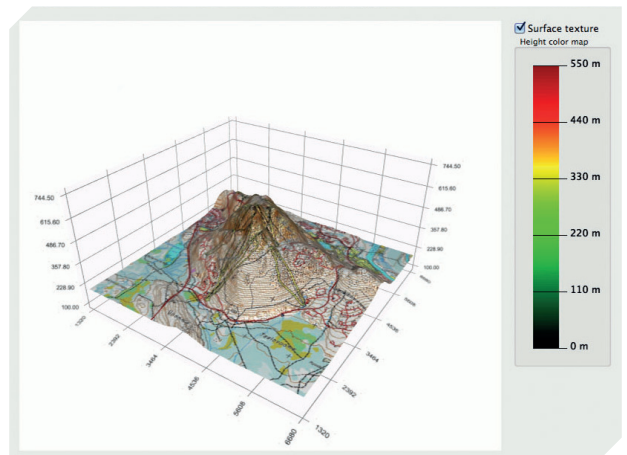 Surface texture
Height color map
550 m
440 m
330 m
220 m
110 m
0 m
744.50
615.60
486.70
357.80
228.90
100.00
744.50
615.60
486.70
357.80
228.90
100.00
1320
2392
3464
4536
5608
6680
1320
2392
3464
4536